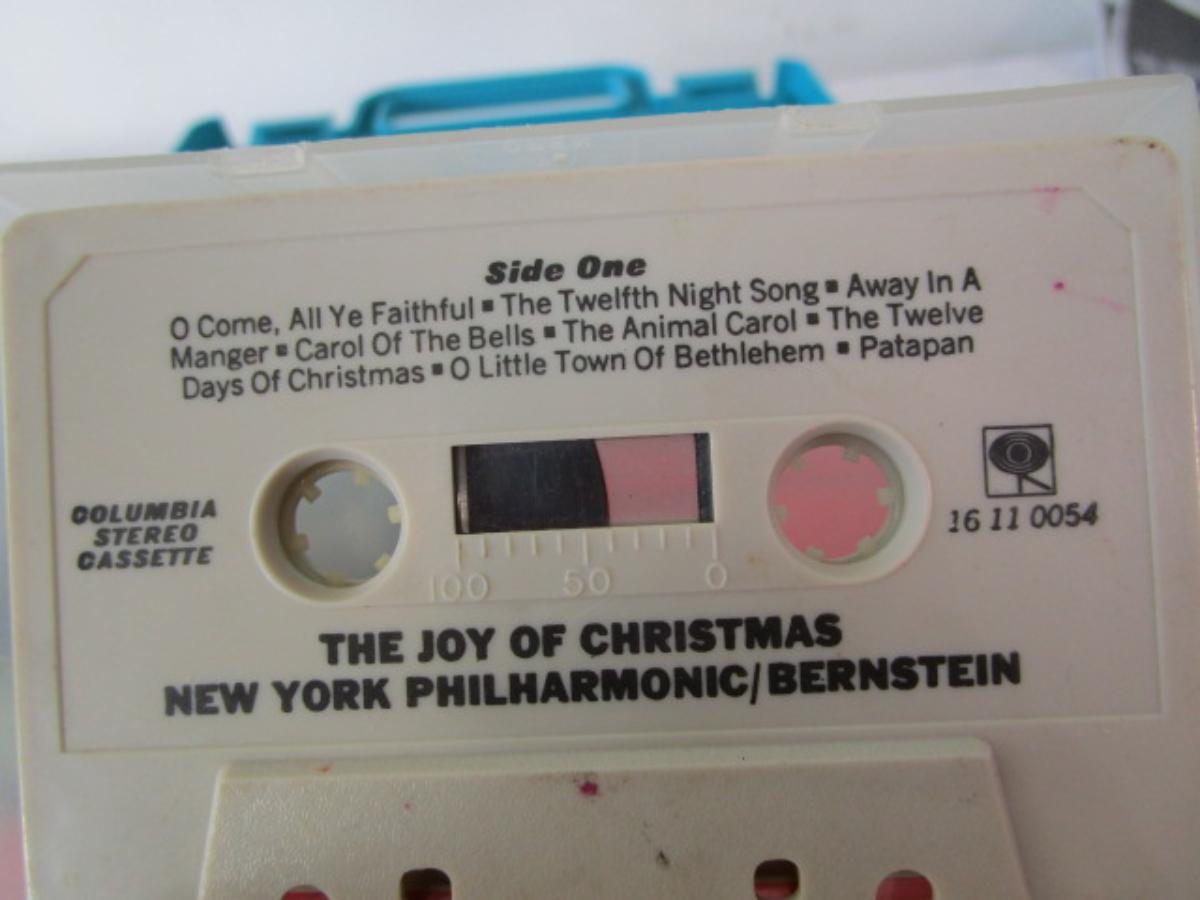 Side One
O Come, All Ye Faithful ▪ The Twelfth Night Song ▪ Away In A
Manger ▪ Carol Of The Bells ▪ The Animal Carol ▪ The Twelve
Days Of Christmas ▪ O Little Town Of Bethlehem ▪ Patapan
COLUMBIA
STEREO
CASSETTE
16 11 0054
100 50 0
THE JOY OF CHRISTMAS
NEW YORK PHILHARMONIC/BERNSTEIN